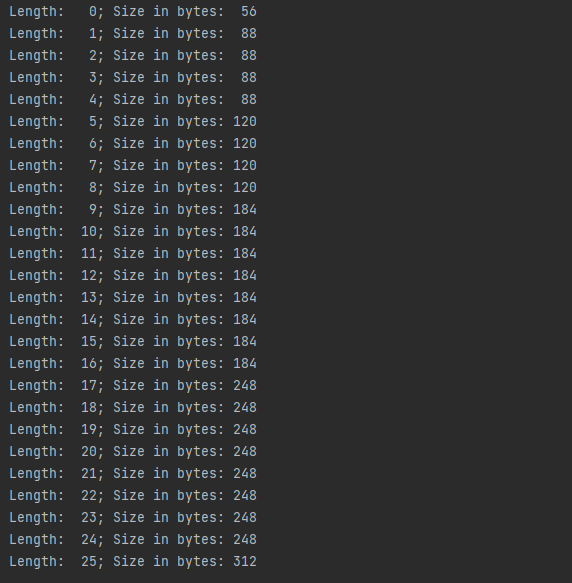 Length:   0; Size in bytes:  56
Length:   1; Size in bytes:  88
Length:   2; Size in bytes:  88
Length:   3; Size in bytes:  88
Length:   4; Size in bytes:  88
Length:   5; Size in bytes: 120
Length:   6; Size in bytes: 120
Length:   7; Size in bytes: 120
Length:   8; Size in bytes: 120
Length:   9; Size in bytes: 184
Length:  10; Size in bytes: 184
Length:  11; Size in bytes: 184
Length:  12; Size in bytes: 184
Length:  13; Size in bytes: 184
Length:  14; Size in bytes: 184
Length:  15; Size in bytes: 184
Length:  16; Size in bytes: 184
Length:  17; Size in bytes: 248
Length:  18; Size in bytes: 248
Length:  19; Size in bytes: 248
Length:  20; Size in bytes: 248
Length:  21; Size in bytes: 248
Length:  22; Size in bytes: 248
Length:  23; Size in bytes: 248
Length:  24; Size in bytes: 248
Length:  25; Size in bytes: 312